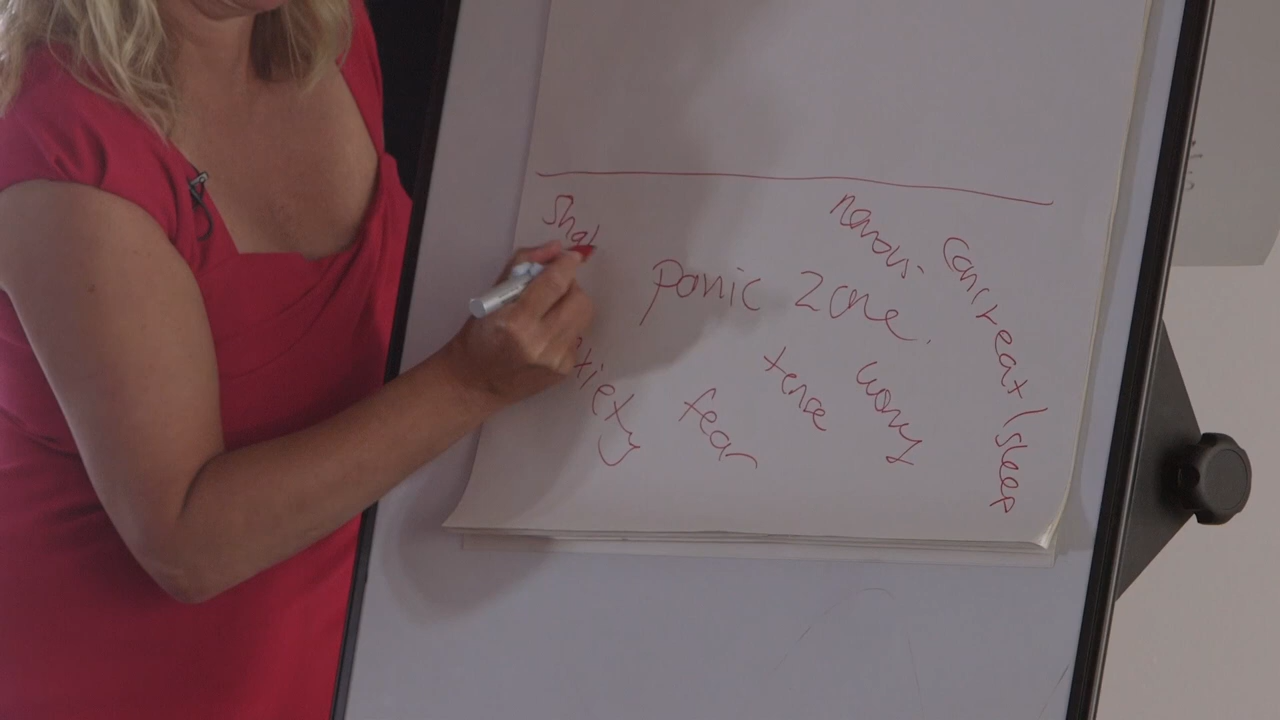 nervous
can't eat/sleep
panic zone.
tense
worry
fear